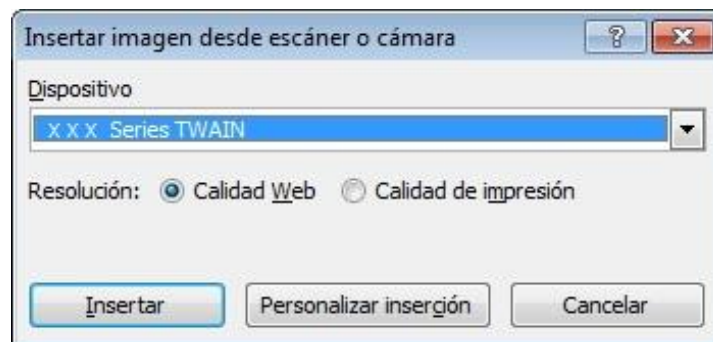 Insertar imagen desde escáner o cámara
Dispositivo
X X X Series TWAIN
Resolución: Calidad Web Calidad de impresión
Insertar Personalizar inserción Cancelar